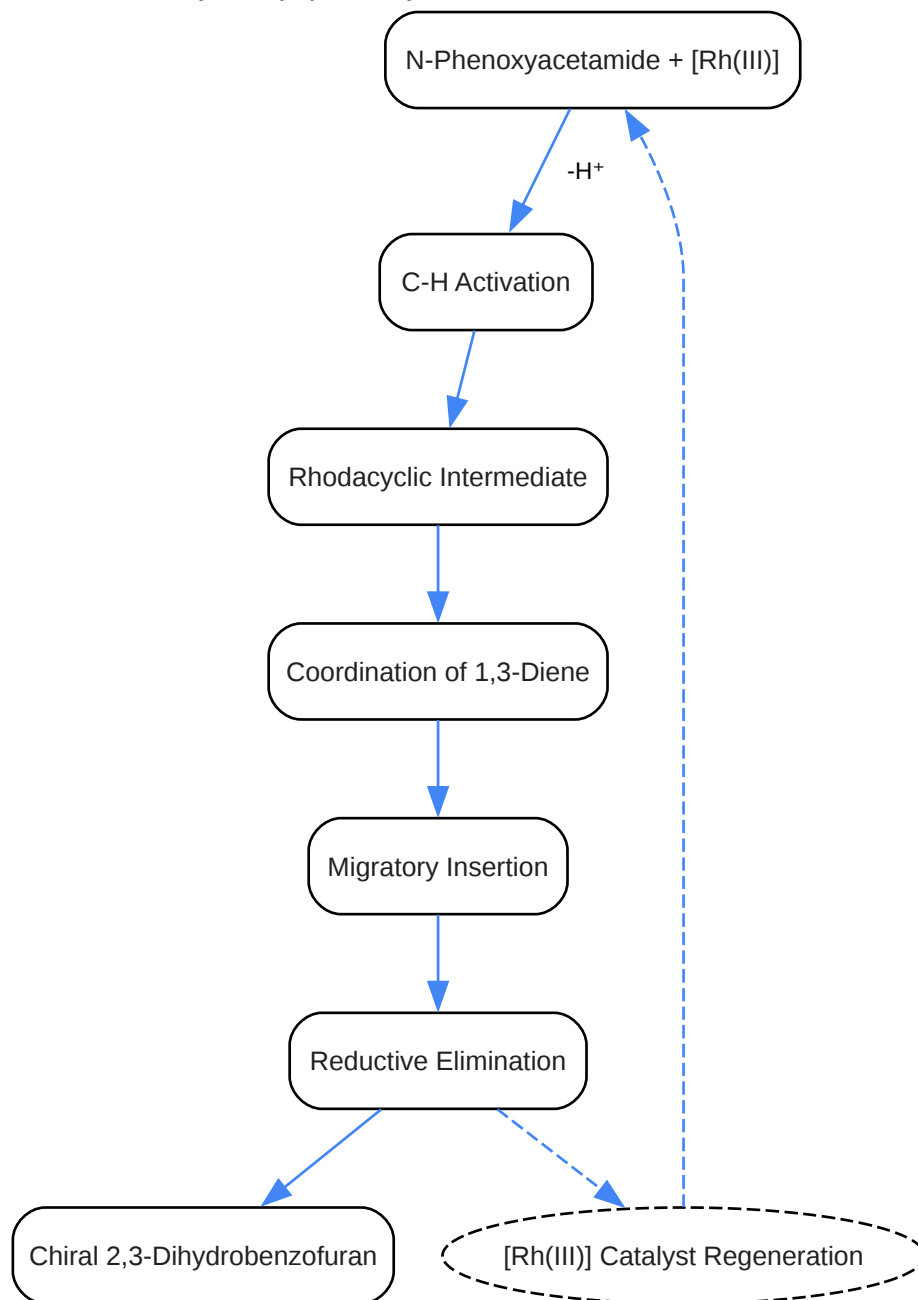 N-Phenoxyacetamide + [Rh(III)]
-H⁺
C-H Activation
Rhodacyclic Intermediate
Coordination of 1,3-Diene
Migratory Insertion
Reductive Elimination
Chiral 2,3-Dihydrobenzofuran
[Rh(III)] Catalyst Regeneration